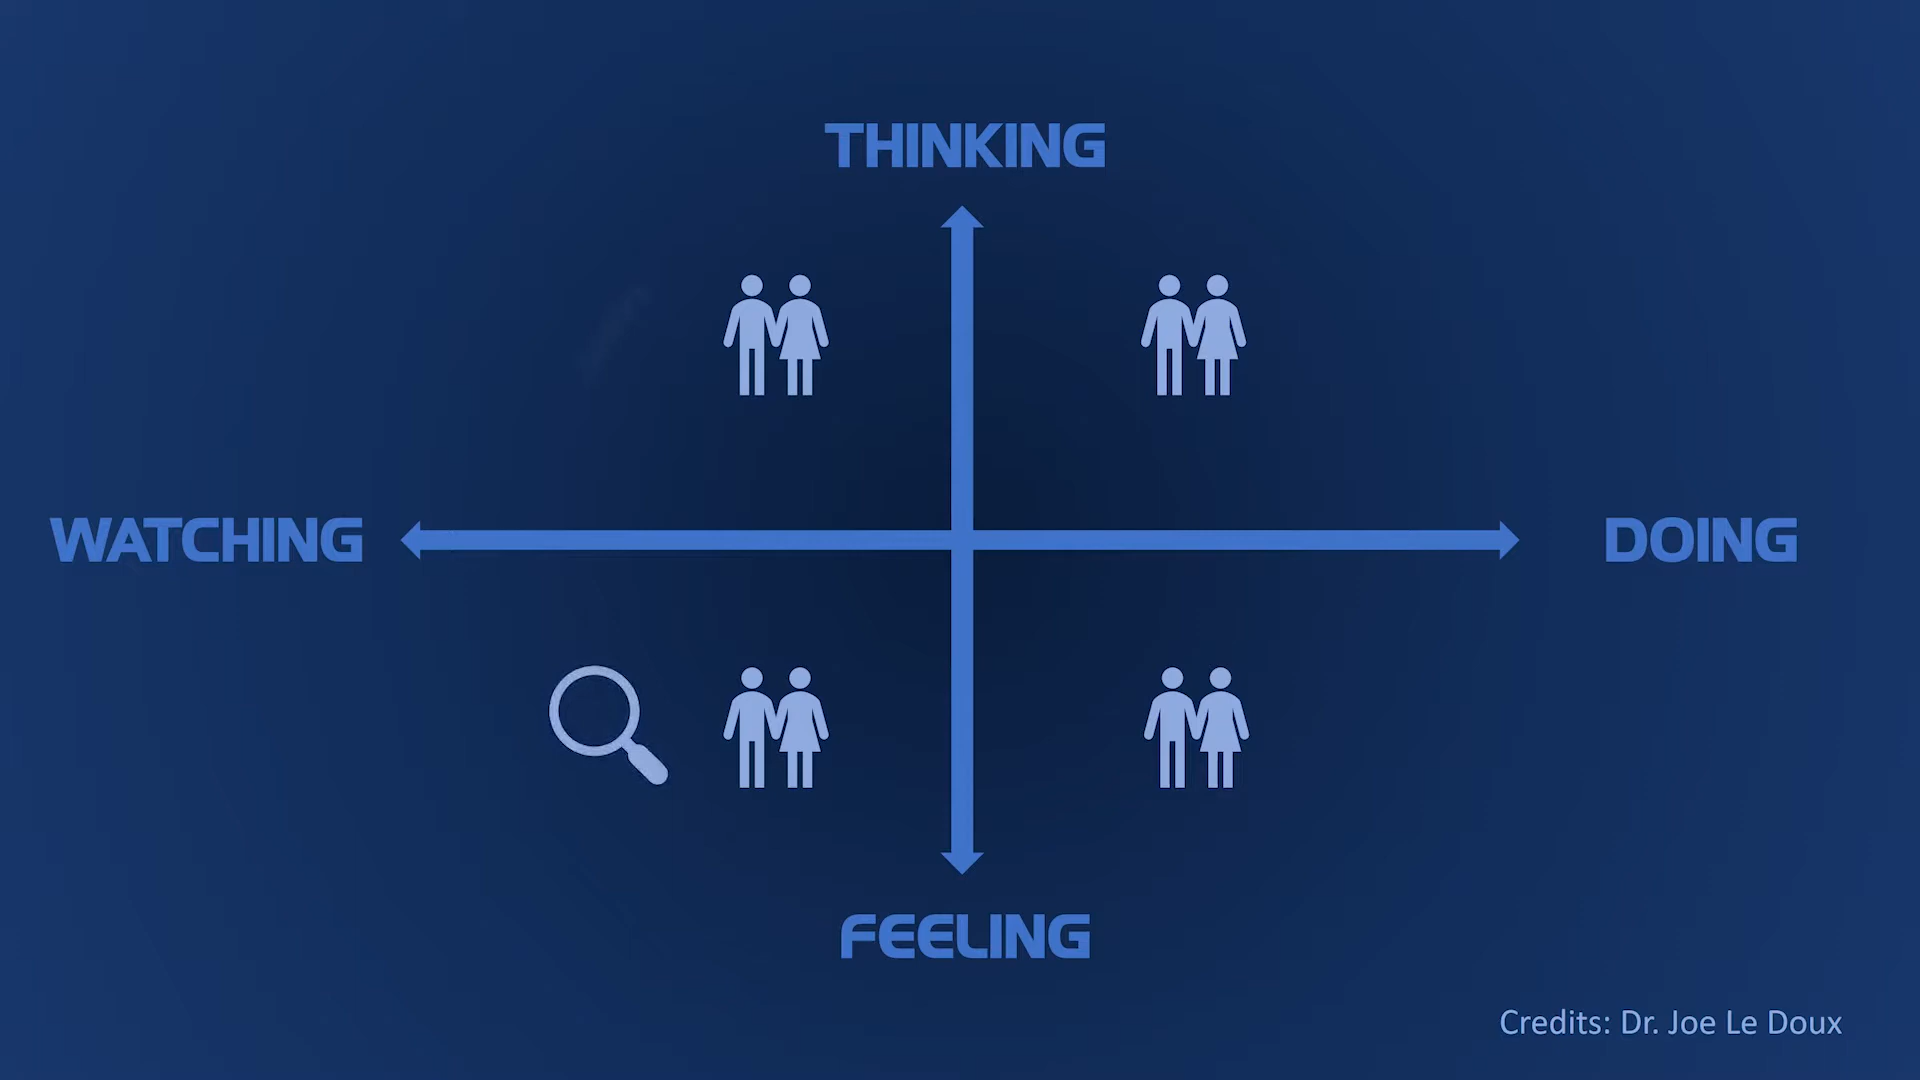 THINKING
WATCHING
DOING
FEELING
Credits: Dr. Joe Le Doux